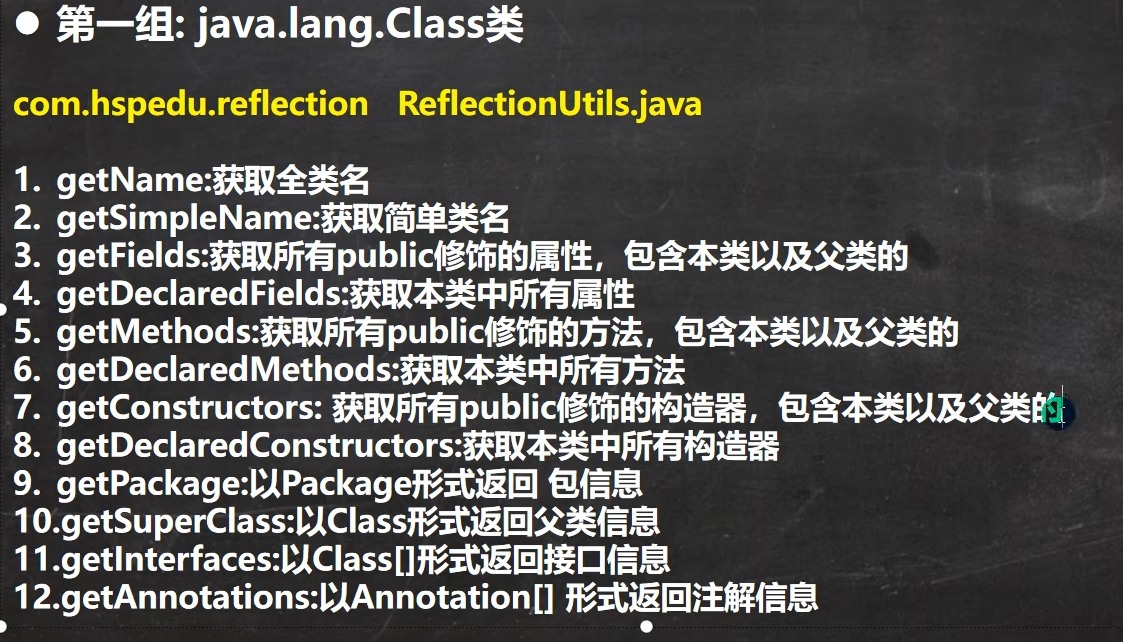 ● 第一组: java.lang.Class类
com.hspedu.reflection ReflectionUtils.java
1. getName:获取全类名
2. getSimpleName:获取简单类名
3. getFields:获取所有public修饰的属性，包含本类以及父类的
4. getDeclaredFields:获取本类中所有属性
5. getMethods:获取所有public修饰的方法，包含本类以及父类的
6. getDeclaredMethods:获取本类中所有方法
7. getConstructors: 获取所有public修饰的构造器，包含本类以及父类的
8. getDeclaredConstructors:获取本类中所有构造器
9. getPackage:以Package形式返回 包信息
10.getSuperClass:以Class形式返回父类信息
11.getInterfaces:以Class[]形式返回接口信息
12.getAnnotations:以Annotation[] 形式返回注解信息